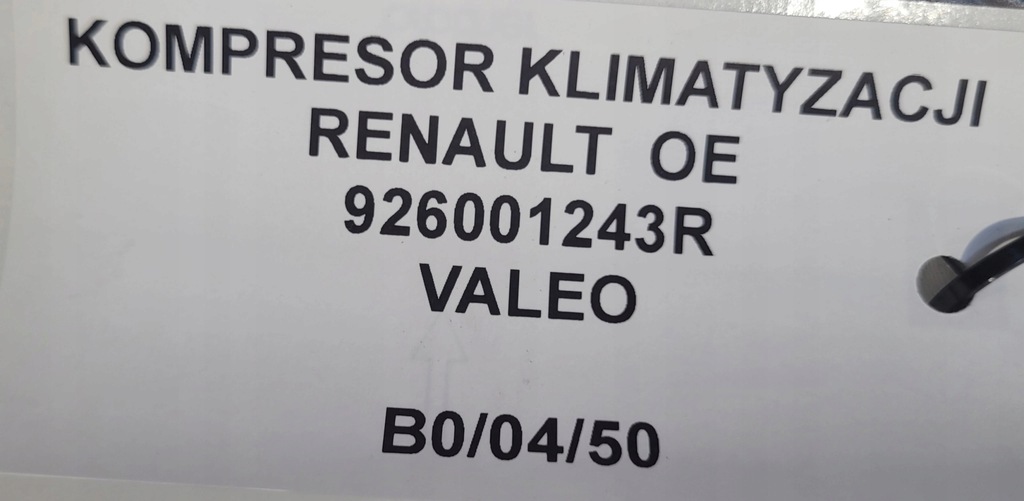 KOMPRESOR KLIMATYZACJI
RENAULT OE
926001243R
VALEO
B0/04/50